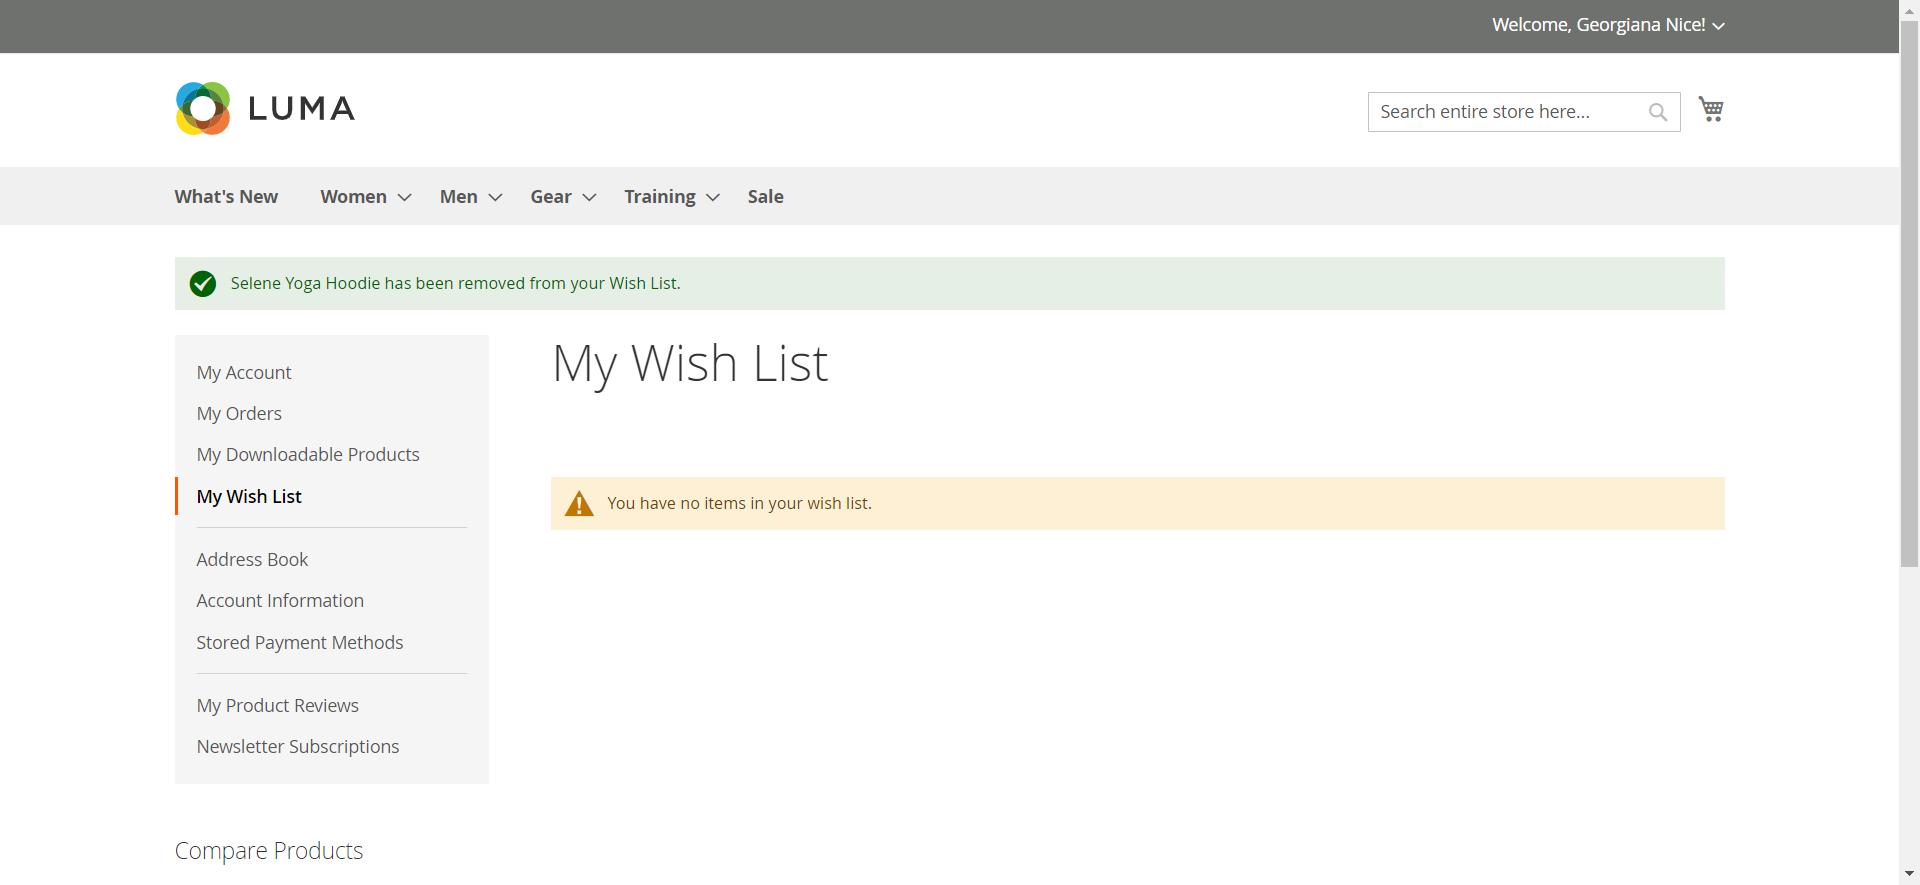 Welcome, Georgiana Nice!
LUMA
Search entire store here...
What's New Women Men Gear Training Sale
Selene Yoga Hoodie has been removed from your Wish List.
My Account
My Orders
My Downloadable Products
My Wish List
Address Book
Account Information
Stored Payment Methods
My Product Reviews
Newsletter Subscriptions
My Wish List
You have no items in your wish list.
Compare Products